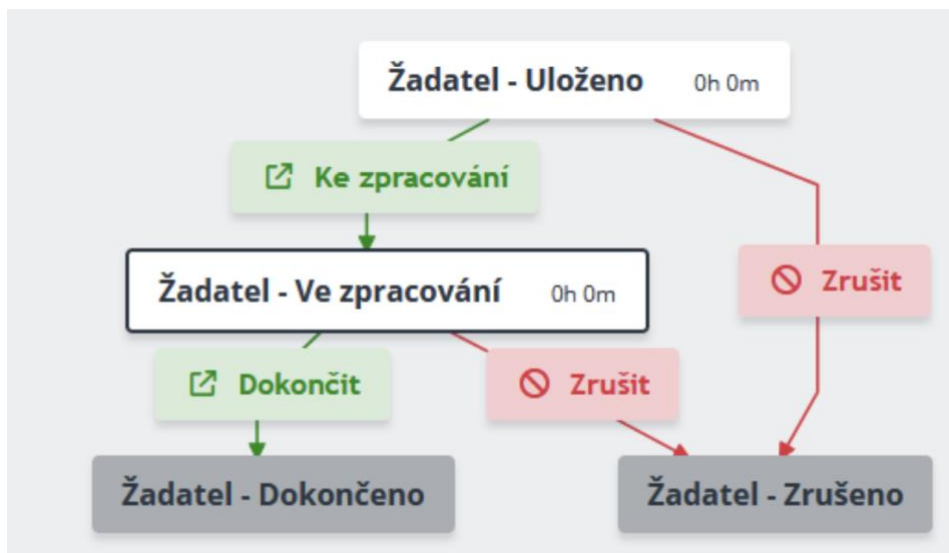 Žadatel - Uloženo 0h 0m
Ke zpracování
Žadatel - Ve zpracování 0h 0m
Zrušit
Dokončit
Zrušit
Žadatel - Dokončeno
Žadatel - Zrušeno